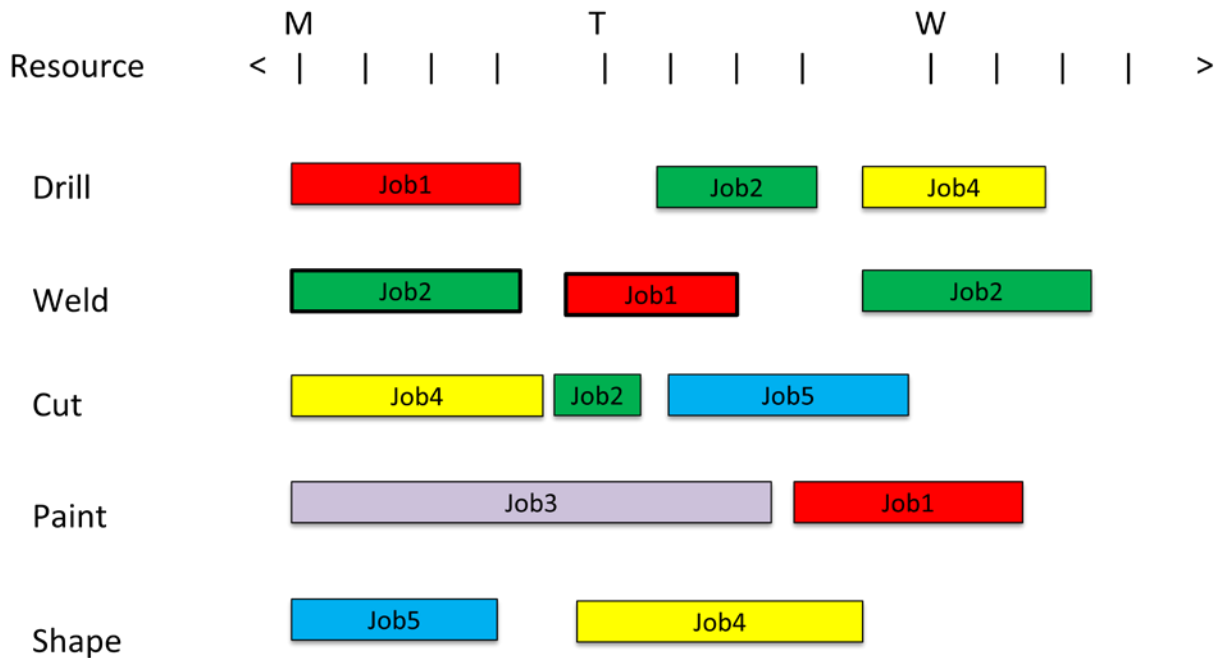 M T W
Resource < | | | | | | | | | | | | >
Drill Job1 Job2 Job4
Weld Job2 Job1 Job2
Cut Job4 Job2 Job5
Paint Job3 Job1
Shape Job5 Job4